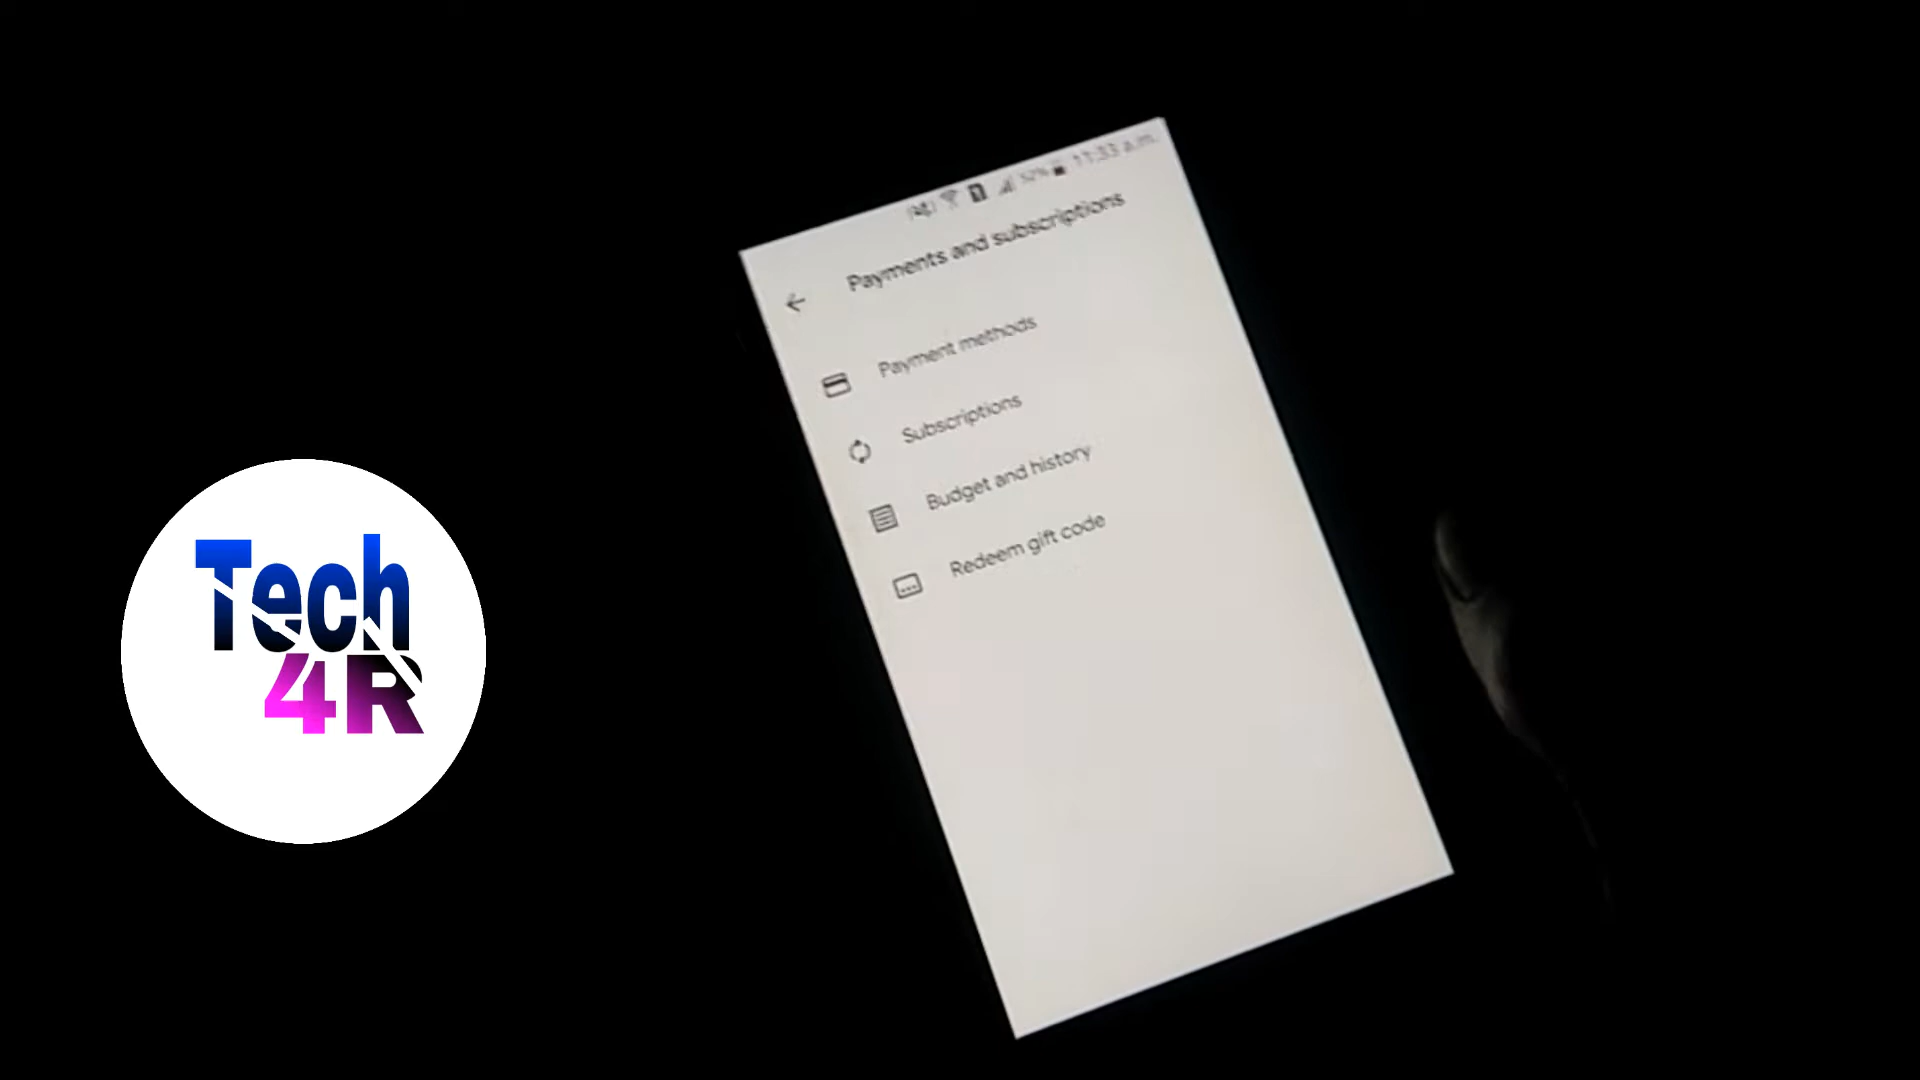 52% 11:33 a.m.
Payments and subscriptions
Payment methods
Subscriptions
Budget and history
Redeem gift code
Tech
4R